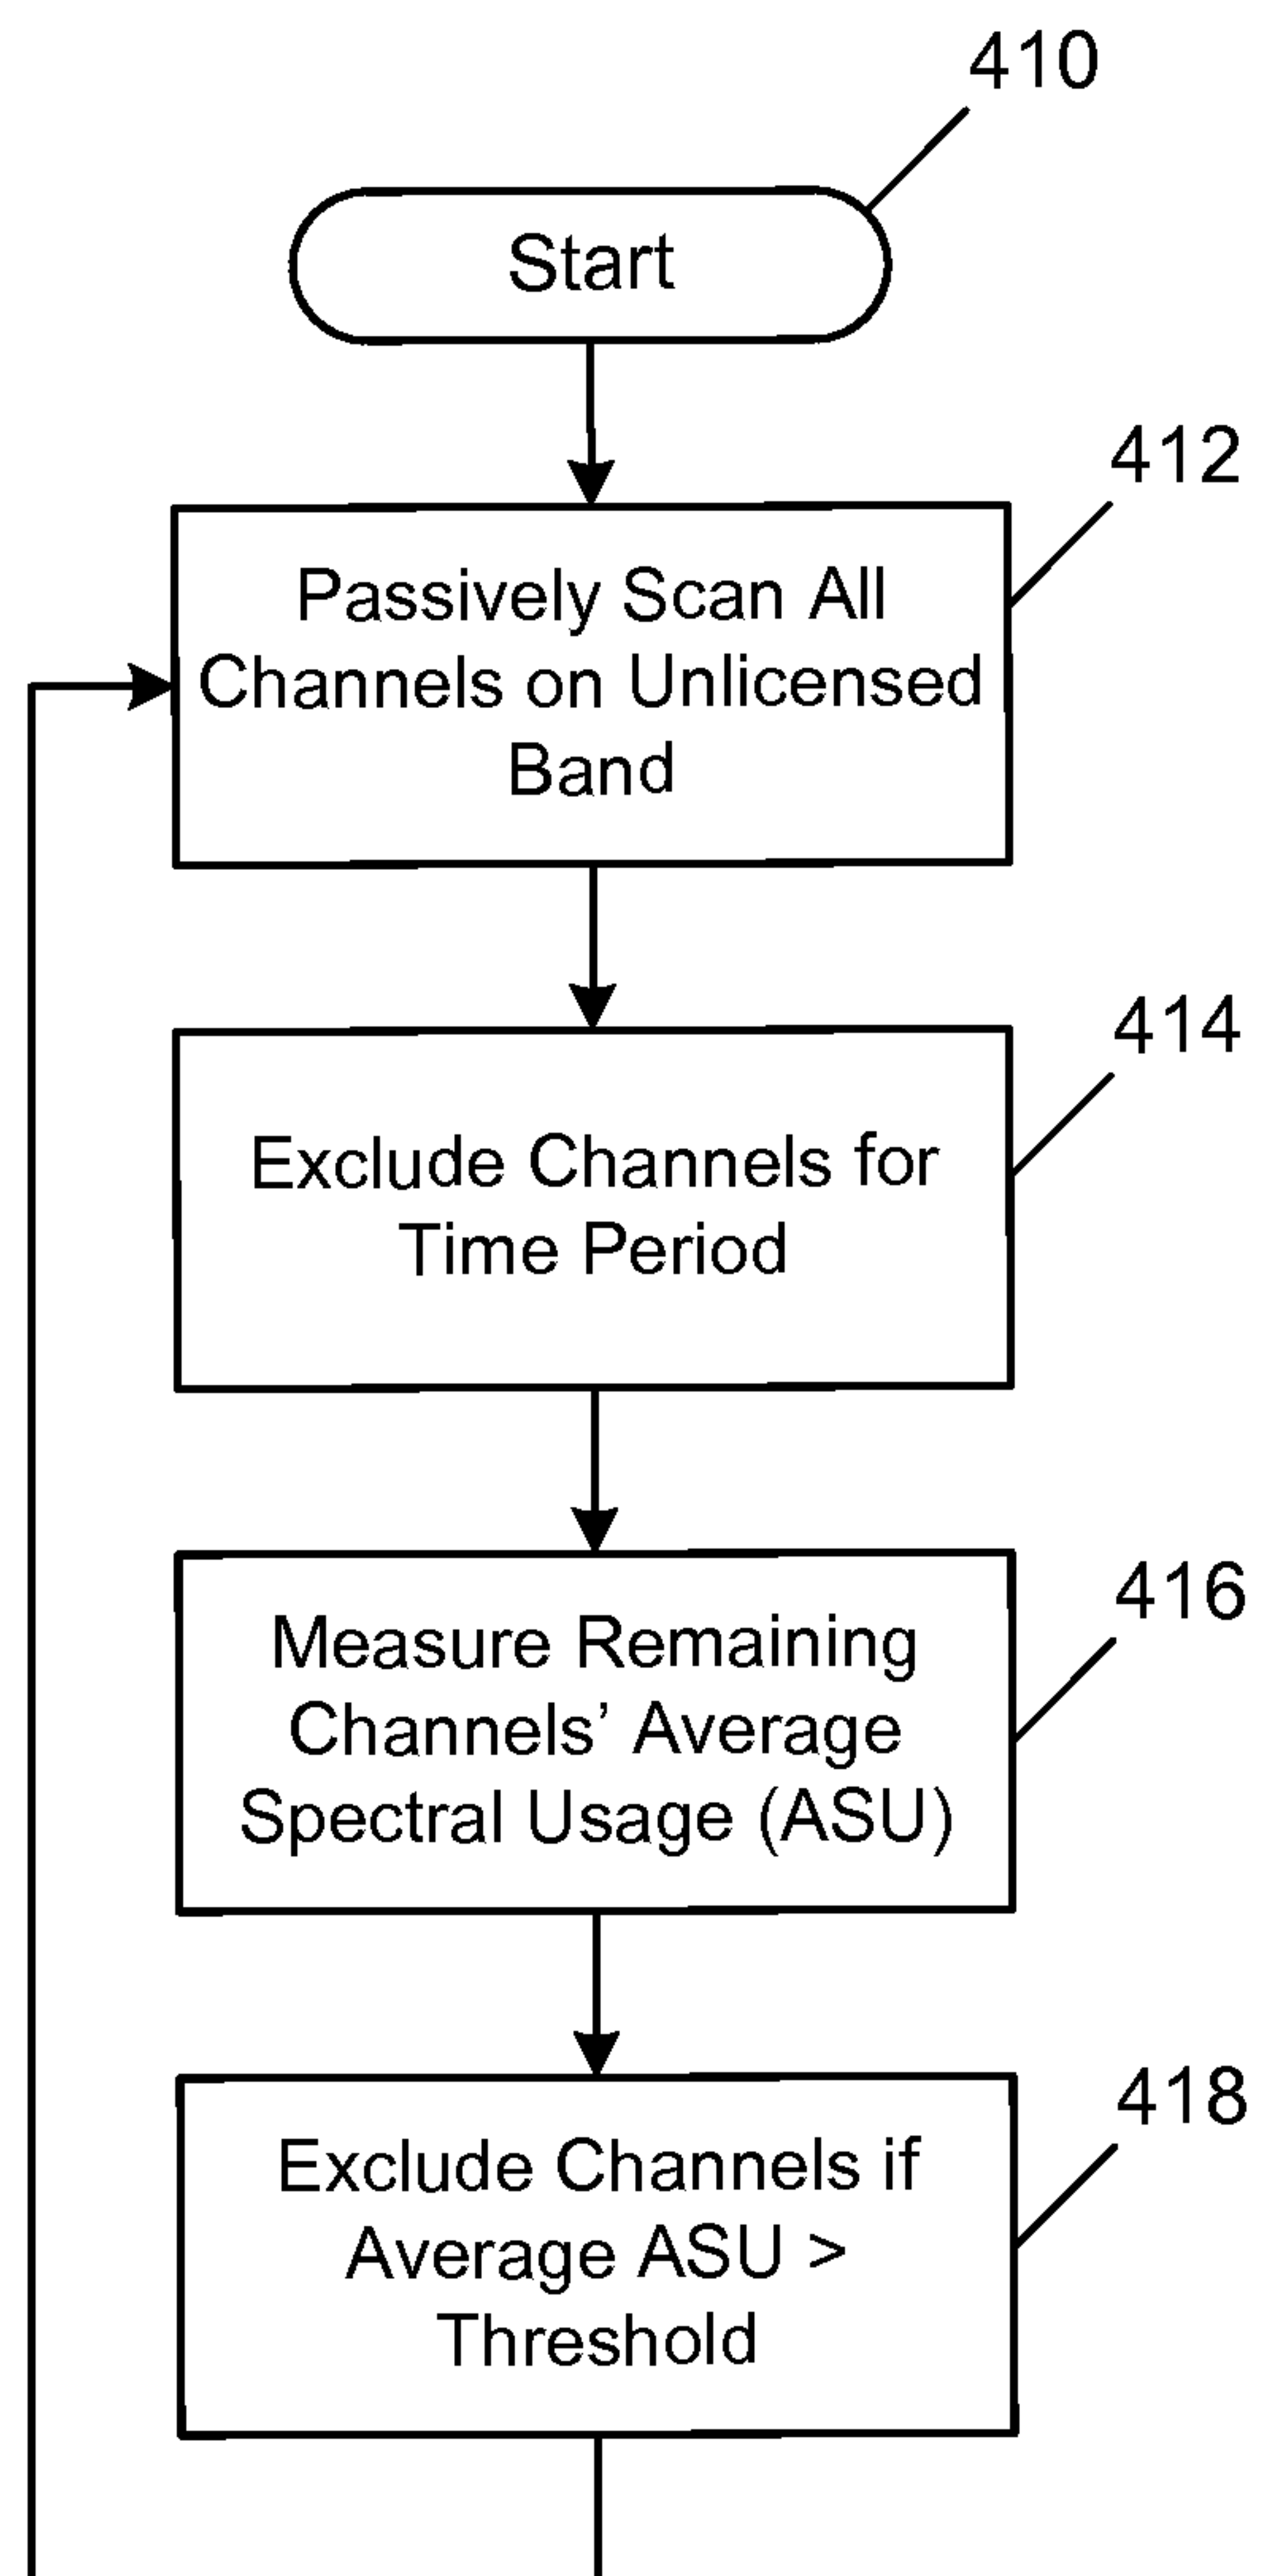 410
Start
412
Passively Scan All
Channels on Unlicensed
Band
414
Exclude Channels for
Time Period
416
Measure Remaining
Channels’ Average
Spectral Usage (ASU)
418
Exclude Channels if
Average ASU >
Threshold